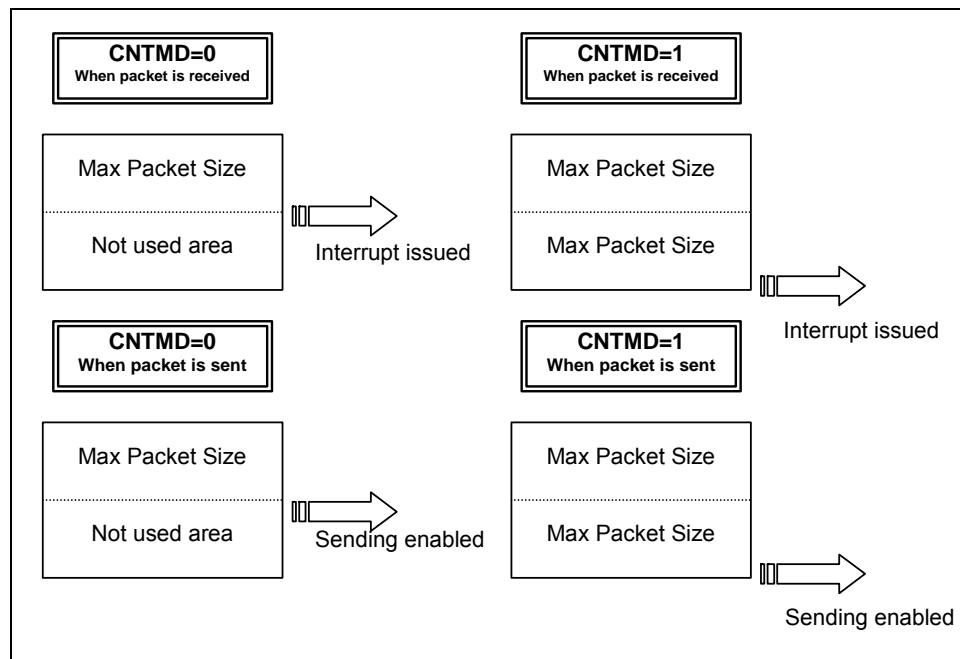 CNTMD=0
When packet is received
Max Packet Size
Not used area
Interrupt issued
CNTMD=1
When packet is received
Max Packet Size
Max Packet Size
Interrupt issued
CNTMD=0
When packet is sent
Max Packet Size
Not used area
Sending enabled
CNTMD=1
When packet is sent
Max Packet Size
Max Packet Size
Sending enabled